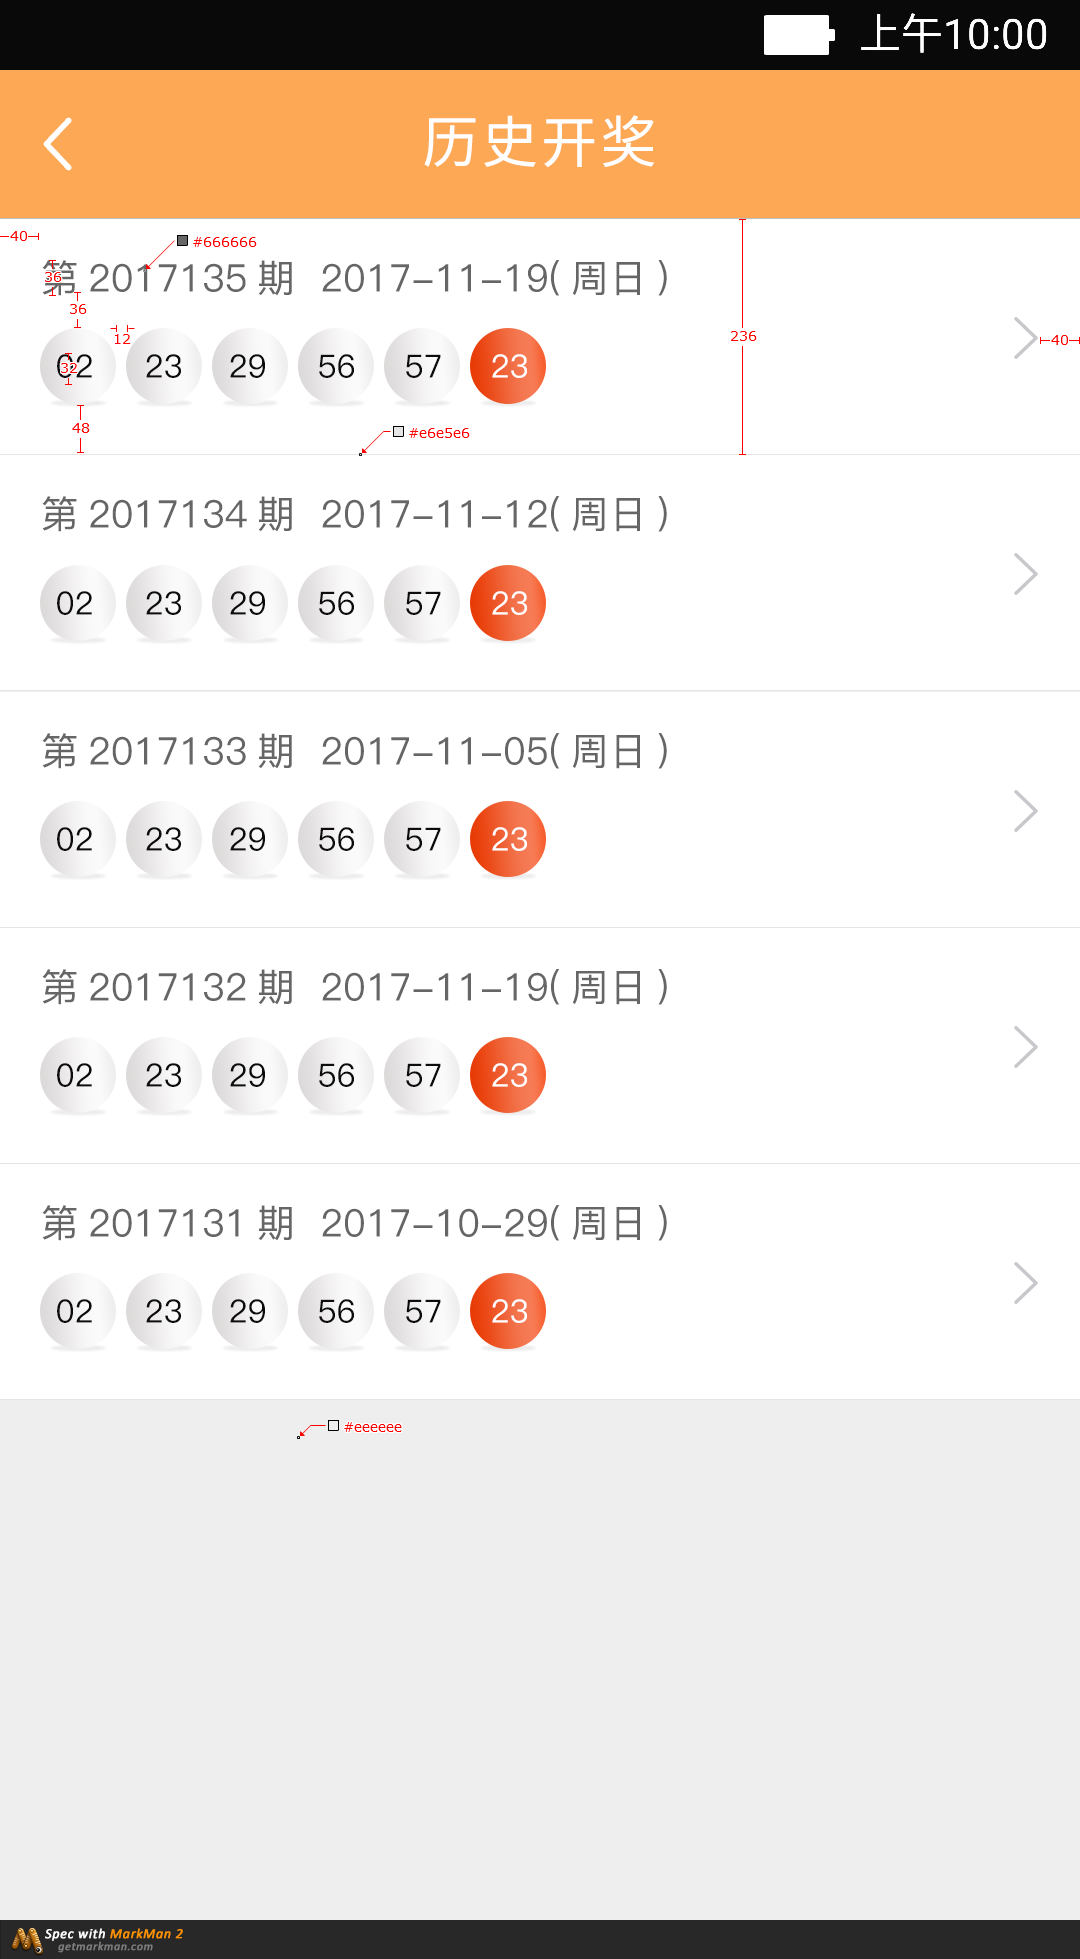 上午10:00
历史开奖
40
#666666
第 2017135 期 2017-11-19( 周日 )
36
36
12
236
40
02 23 29 56 57 23
32
48
#e6e5e6
第 2017134 期 2017-11-12( 周日 )
02 23 29 56 57 23
第 2017133 期 2017-11-05( 周日 )
02 23 29 56 57 23
第 2017132 期 2017-11-19( 周日 )
02 23 29 56 57 23
第 2017131 期 2017-10-29( 周日 )
02 23 29 56 57 23
#eeeeee
Spec with MarkMan 2
getmarkman.com